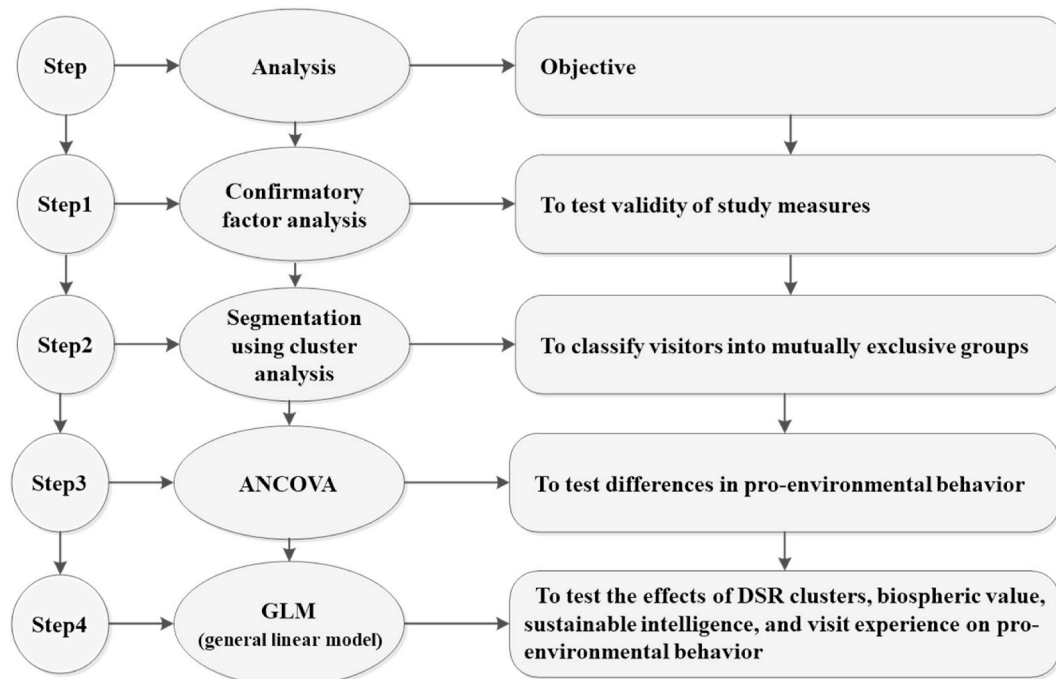 Step
Analysis
Objective
Step1
Confirmatory
factor analysis
To test validity of study measures
Step2
Segmentation
using cluster
analysis
To classify visitors into mutually exclusive groups
Step3
ANCOVA
To test differences in pro-environmental behavior
Step4
GLM
(general linear model)
To test the effects of DSR clusters, biospheric value,
sustainable intelligence, and visit experience on pro-
environmental behavior